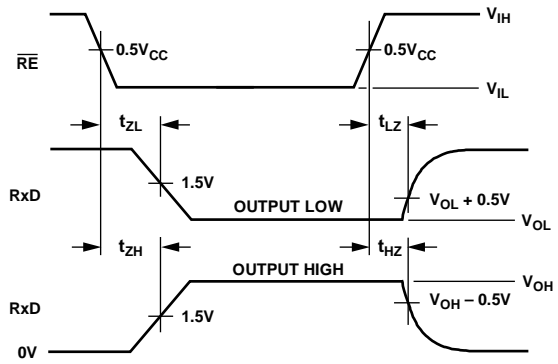 VIH
RE
0.5VCC
0.5VCC
VIL
tZL
tLZ
RxD
1.5V
OUTPUT LOW
VOL + 0.5V
VOL
tZH
tHZ
OUTPUT HIGH
VOH
RxD
1.5V
VOH – 0.5V
0V